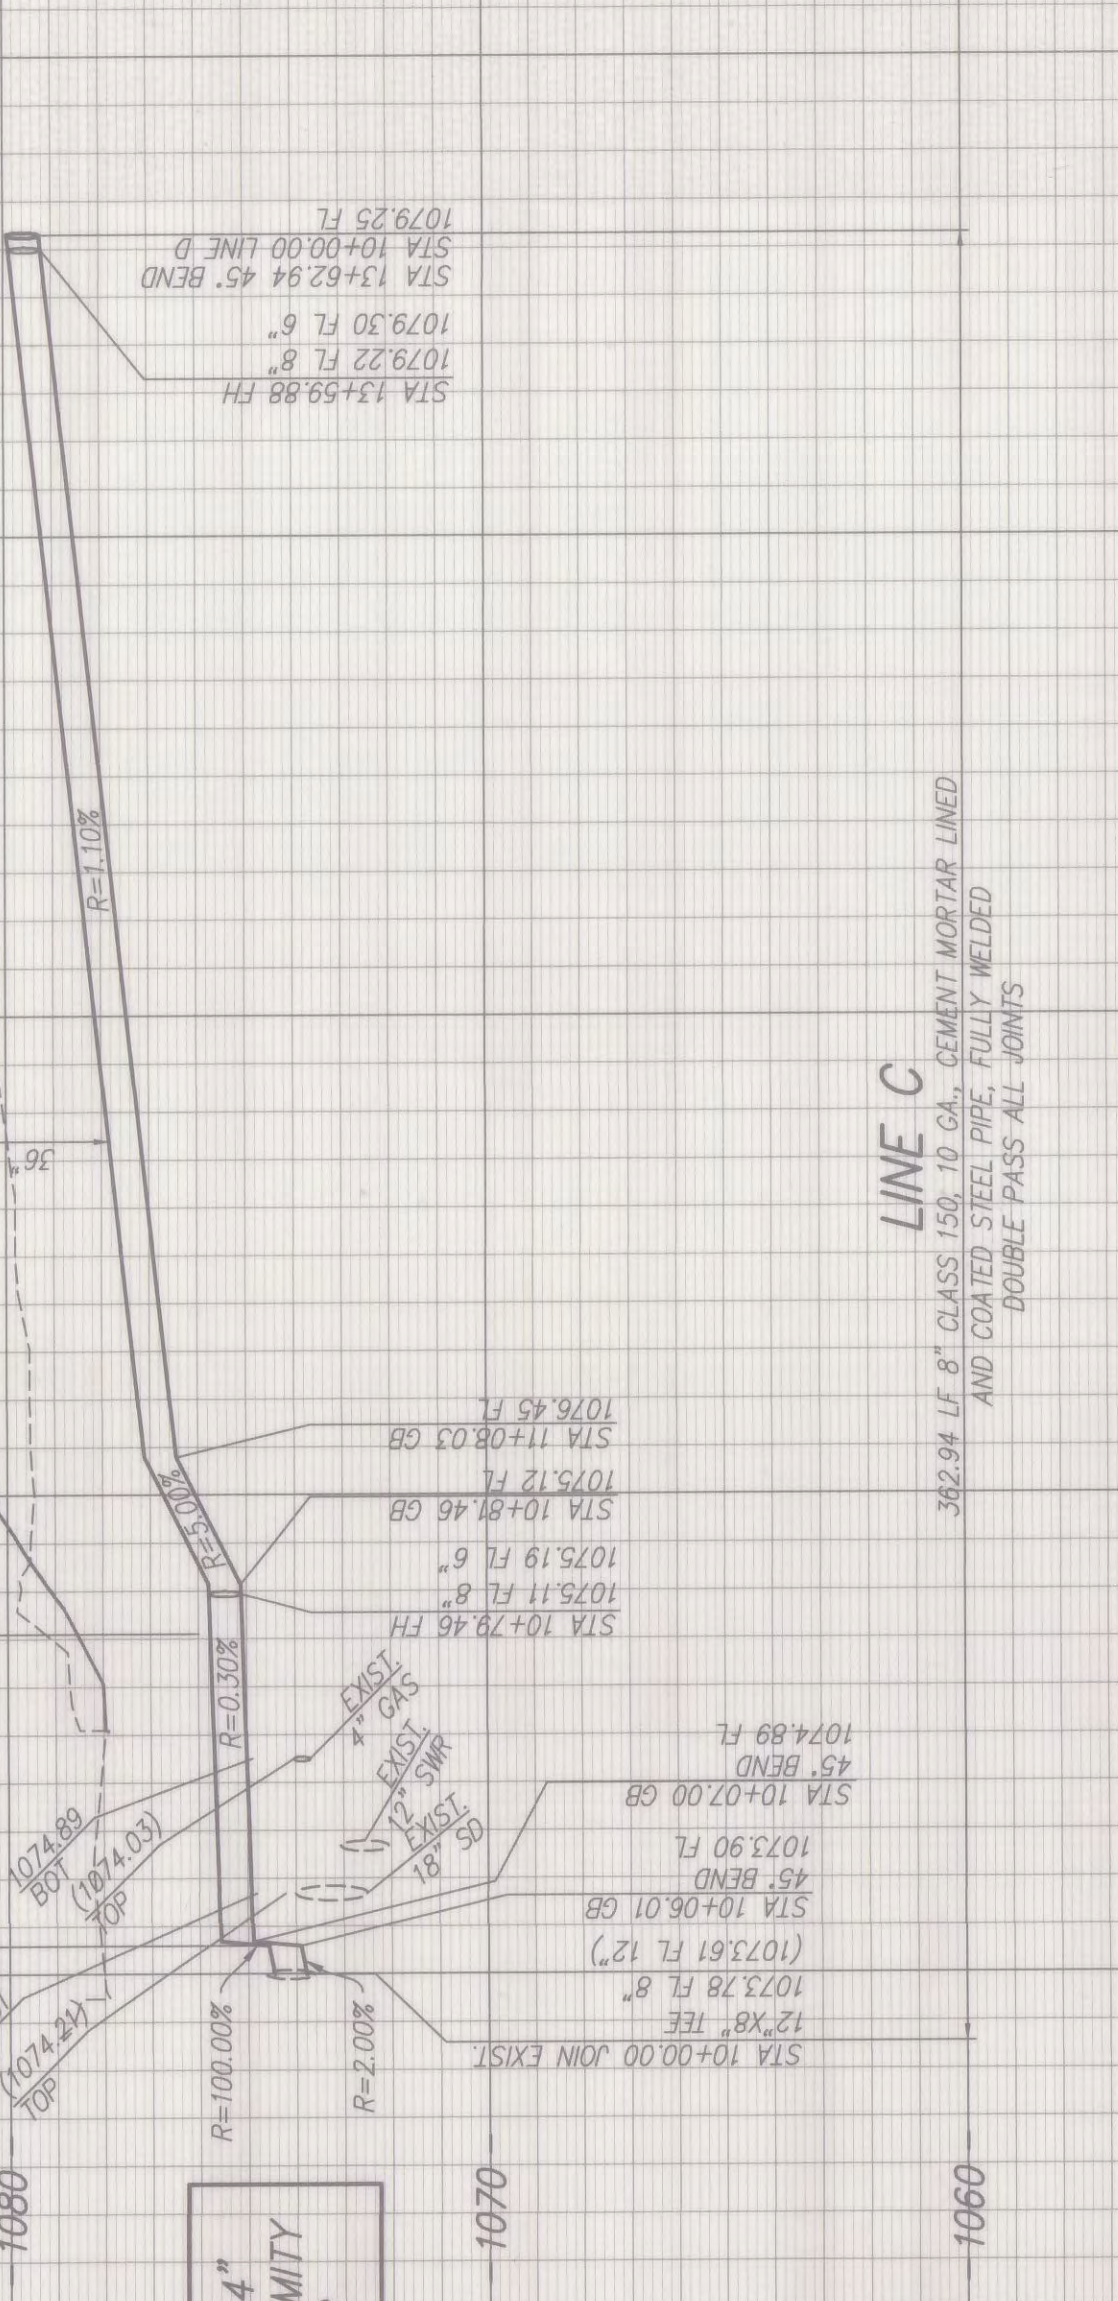 1079.25 FL
STA 10+00.00 LINE D
STA 13+62.94 45° BEND
1079.30 FL 6"
1079.22 FL 8"
STA 13+59.88 FH
R=1.10%
36"
LINE C
362.94 LF 8" CLASS 150, 10 GA., CEMENT MORTAR LINED
AND COATED STEEL PIPE, FULLY WELDED
DOUBLE PASS ALL JOINTS
1076.45 FL
STA 11+08.03 GB
R=5.00%
1075.12 FL
STA 10+81.46 GB
1075.19 FL 6"
1075.11 FL 8"
STA 10+79.46 FH
R=0.30%
EXIST.
4" GAS
EXIST.
12" SWR
EXIST.
18" SD
1074.89
BOT
(1074.03)
TOP
(1074.21)
TOP
1074.89 FL
45° BEND
STA 10+07.00 GB
1073.90 FL
45° BEND
STA 10+06.01 GB
(1073.61 FL 12")
1073.78 FL 8"
12"X8" TEE
STA 10+00.00 JOIN EXIST.
R=100.00%
R=2.00%
1080
1070
1060
4"
MITY